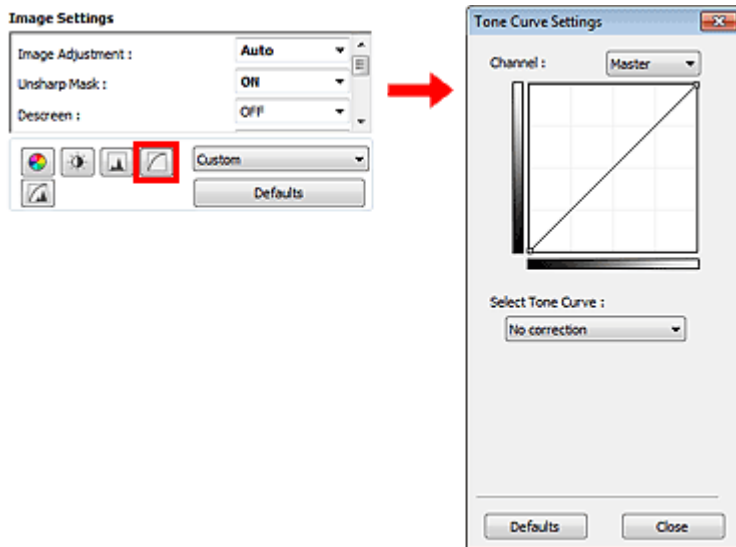 Image Settings
Image Adjustment : Auto
Unsharp Mask : ON
Descreen : OFF
Custom
Defaults
Tone Curve Settings
Channel : Master
Select Tone Curve :
No correction
Defaults Close